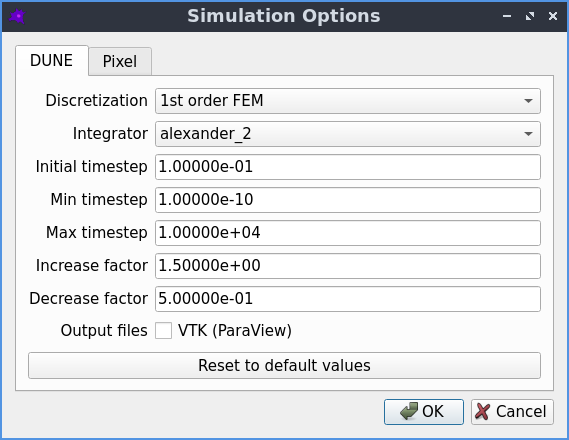 Simulation Options
DUNE Pixel
Discretization 1st order FEM
Integrator alexander_2
Initial timestep 1.00000e-01
Min timestep 1.00000e-10
Max timestep 1.00000e+04
Increase factor 1.50000e+00
Decrease factor 5.00000e-01
Output files VTK (ParaView)
Reset to default values
OK Cancel